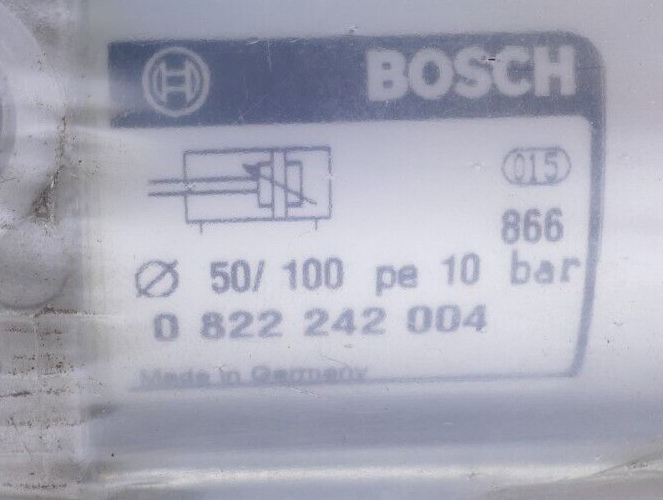 BOSCH
015
866
Ø 50/ 100 pe 10 bar
0 822 242 004
Made in Germany